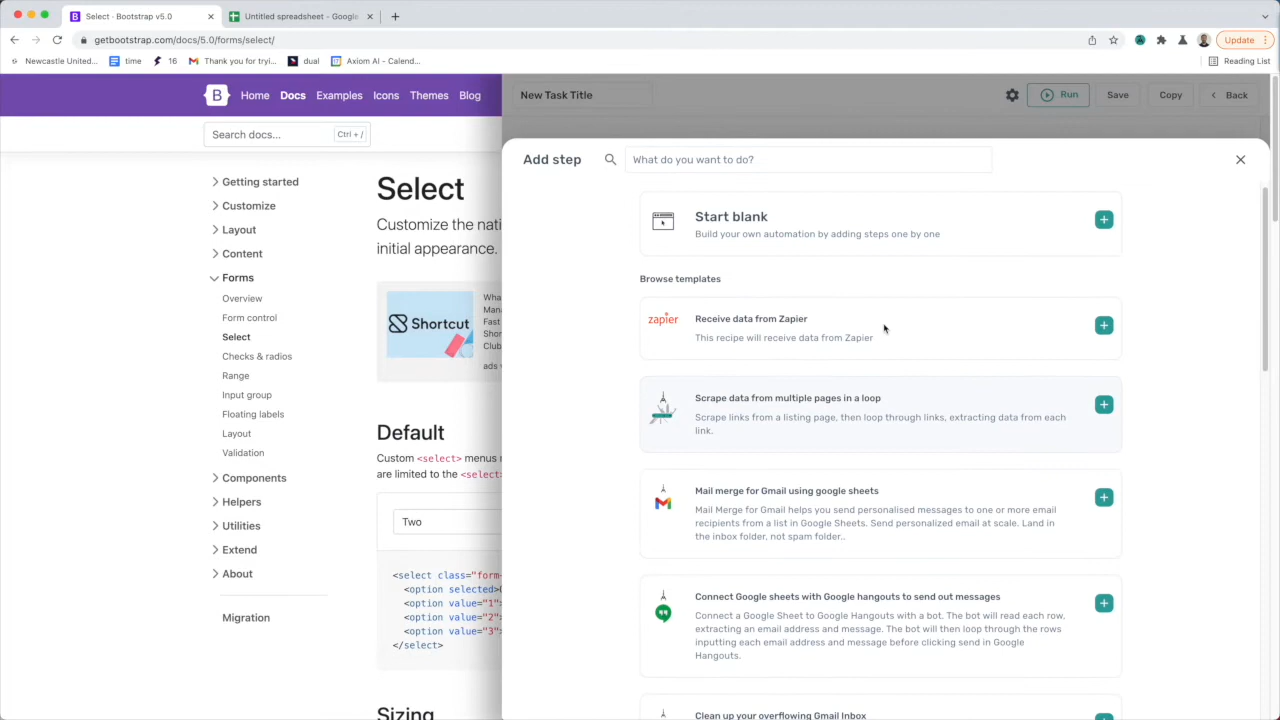 Select · Bootstrap v5.0
Untitled spreadsheet - Google
getbootstrap.com/docs/5.0/forms/select/
Update
Newcastle United...
time
16
Thank you for tryi...
dual
Axiom AI - Calend...
Reading List
B
Home
Docs
Examples
Icons
Themes
Blog
New Task Title
Run
Save
Copy
Back
Search docs...
Ctrl + /
Add step
What do you want to do?
Getting started
Customize
Layout
Content
Forms
Overview
Form control
Select
Checks & radios
Range
Input group
Floating labels
Layout
Validation
Components
Helpers
Utilities
Extend
About
Migration
Select
Customize the nati
initial appearance.
Shortcut
Wha
Mana
Fast
Shor
Club
ads
Default
Custom <select> menus
are limited to the <select>
Two
<select class="form-
<option selected>
<option value="1"
<option value="2"
<option value="3"
</select>
Sizing
Start blank
Build your own automation by adding steps one by one
Browse templates
zapier
Receive data from Zapier
This recipe will receive data from Zapier
Scrape data from multiple pages in a loop
Scrape links from a listing page, then loop through links, extracting data from each
link.
Mail merge for Gmail using google sheets
Mail Merge for Gmail helps you send personalised messages to one or more email
recipients from a list in Google Sheets. Send personalized email at scale. Land in
the inbox folder, not spam folder..
Connect Google sheets with Google hangouts to send out messages
Connect a Google Sheet to Google Hangouts with a bot. The bot will read each row,
extracting an email address and message. The bot will then loop through the rows
inputting each email address and message before clicking send in Google
Hangouts.
Clean up your overflowing Gmail Inbox